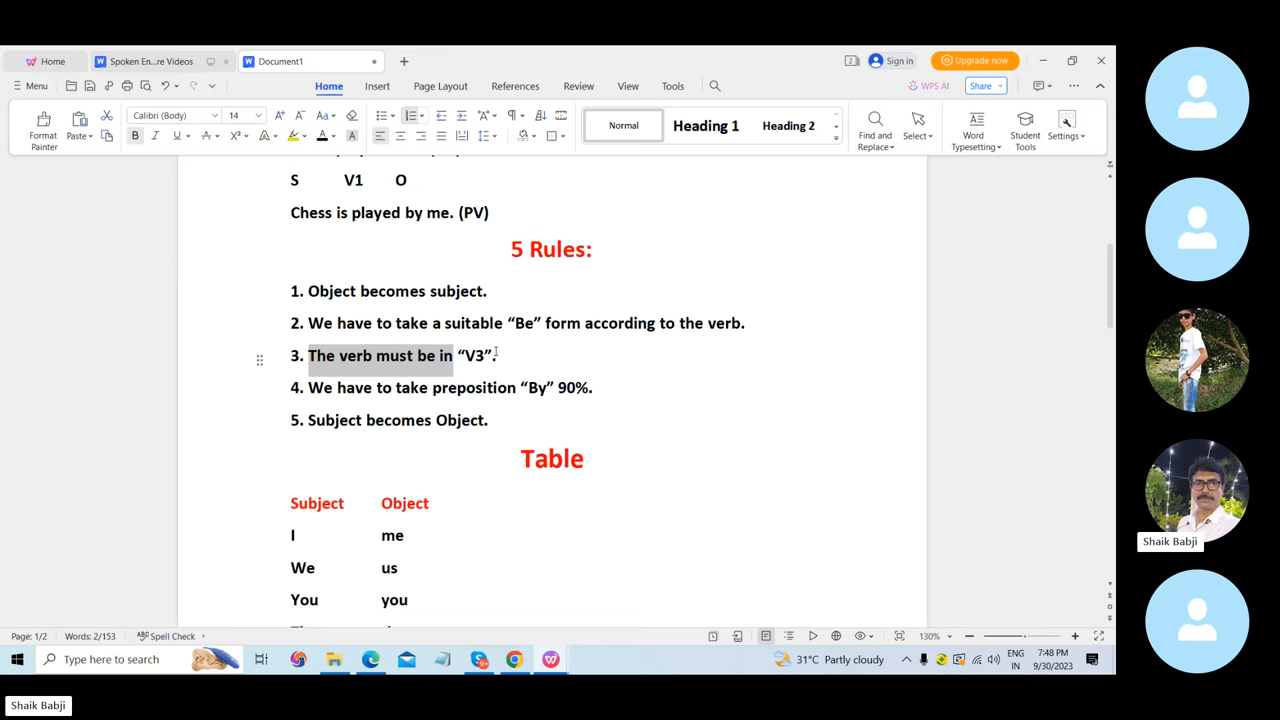 Home
Spoken En...re Videos
Document1
Sign in
Upgrade now
Menu
Home
Insert
Page Layout
References
Review
View
Tools
WPS AI
Share
Format Painter
Paste
Calibri (Body)
14
Normal
Heading 1
Heading 2
Find and Replace
Select
Word Typesetting
Student Tools
Settings
S V1 O
Chess is played by me. (PV)
5 Rules:
1. Object becomes subject.
2. We have to take a suitable “Be” form according to the verb.
3. The verb must be in “V3”.
4. We have to take preposition “By” 90%.
5. Subject becomes Object.
Table
Subject Object
I me
We us
You you
Shaik Babji
Page: 1/2
Words: 2/153
Spell Check
130%
Type here to search
31°C Partly cloudy
ENG
IN
7:48 PM
9/30/2023
Shaik Babji